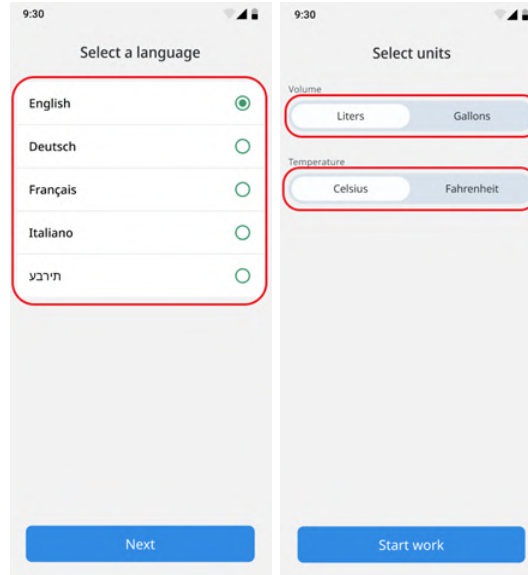 9:30
Select a language
English
Deutsch
Français
Italiano
תירבע
Next
9:30
Select units
Volume
Liters Gallons
Temperature
Celsius Fahrenheit
Start work